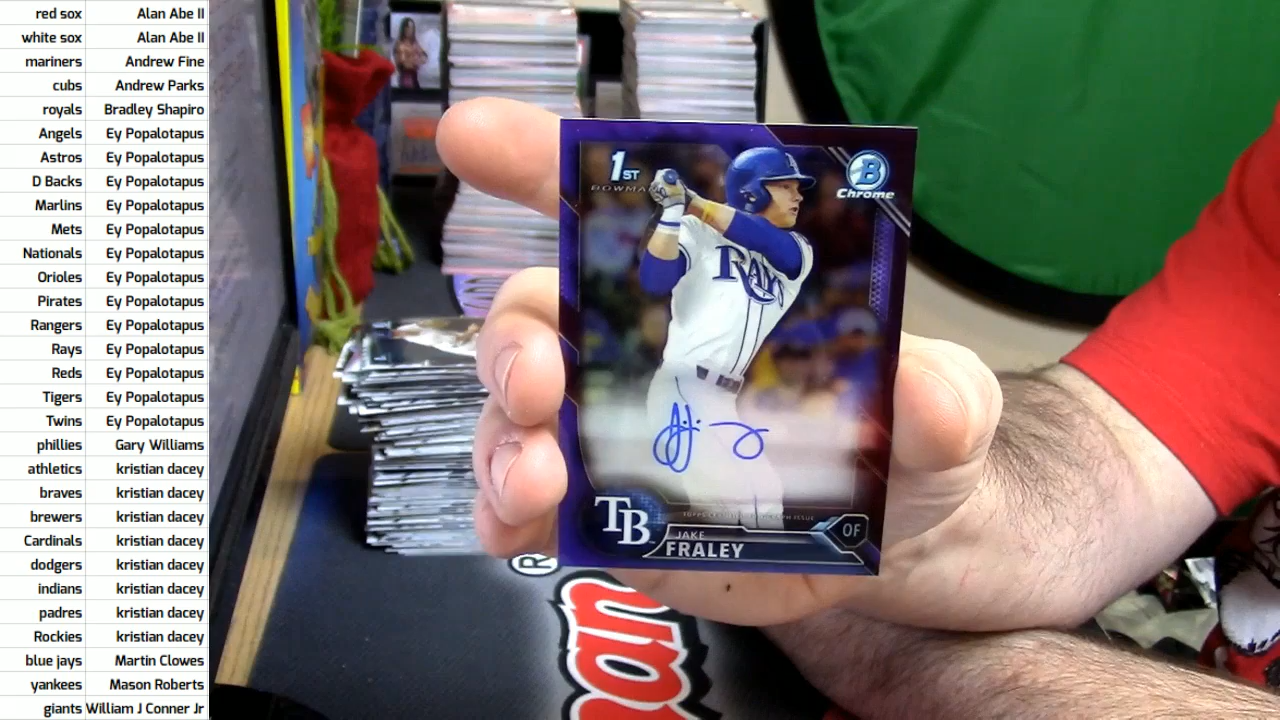 red sox Alan Abe II
white sox Alan Abe II
mariners Andrew Fine
cubs Andrew Parks
royals Bradley Shapiro
Angels Ey Popalotapus
Astros Ey Popalotapus
D Backs Ey Popalotapus
Marlins Ey Popalotapus
Mets Ey Popalotapus
Nationals Ey Popalotapus
Orioles Ey Popalotapus
Pirates Ey Popalotapus
Rangers Ey Popalotapus
Rays Ey Popalotapus
Reds Ey Popalotapus
Tigers Ey Popalotapus
Twins Ey Popalotapus
phillies Gary Williams
athletics kristian dacey
braves kristian dacey
brewers kristian dacey
Cardinals kristian dacey
dodgers kristian dacey
indians kristian dacey
padres kristian dacey
Rockies kristian dacey
blue jays Martin Clowes
yankees Mason Roberts
giants William J Conner Jr
1ST
BOWMAN
B
Chrome
RAYS
TB
JAKE
FRALEY
OF
®